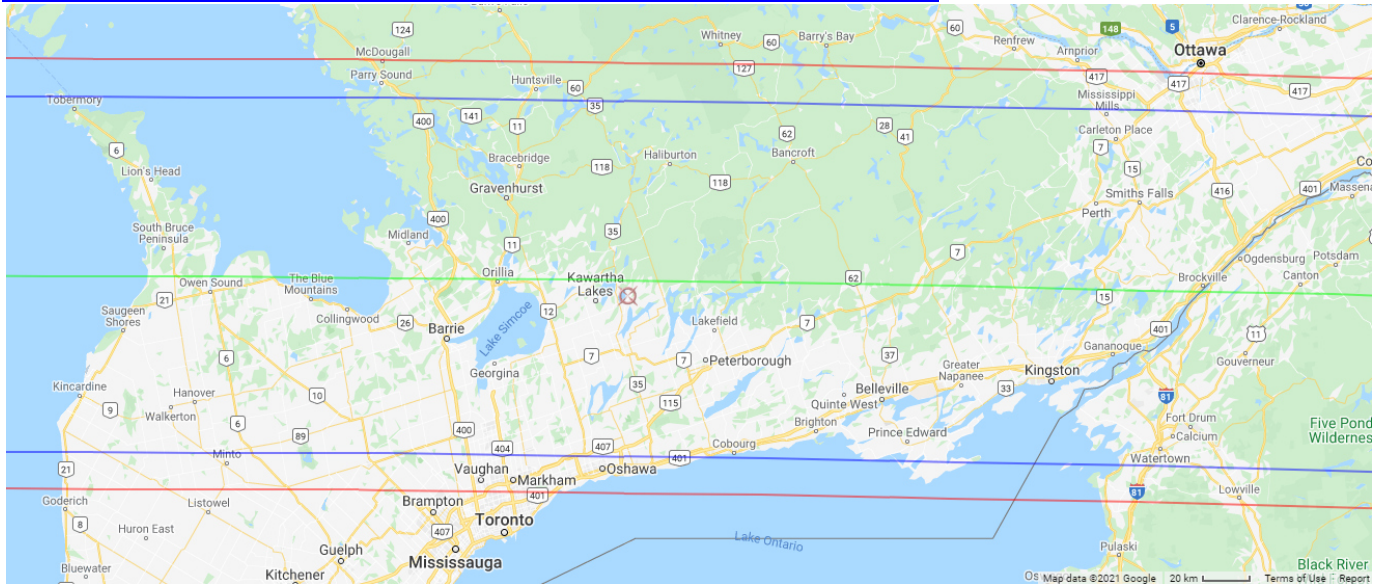 124
Whitney
60
Barry's Bay
60
Renfrew
Arnprior
148
5
Clarence-Rockland
Ottawa
McDougall
Parry Sound
Huntsville
60
127
417
417
417
Tobermory
400
141
11
35
62
28
41
Mississippi
Mills
Carleton Place
6
Lion's Head
Bracebridge
Gravenhurst
118
Haliburton
118
Bancroft
7
15
Smiths Falls
Perth
416
401
Massena
South Bruce
Peninsula
Midland
400
11
35
7
Ogdensburg
Potsdam
Canton
Owen Sound
21
The Blue
Mountains
Orillia
Kawartha
Lakes
62
15
Brockville
Saugeen
Shores
Collingwood
26
Barrie
Lake Simcoe
12
Lakefield
7
401
11
Gouverneur
6
Georgina
7
7
Peterborough
37
Greater
Napanee
Gananoque
Kingston
Kincardine
Hanover
Walkerton
9
10
35
115
Belleville
Quinte West
33
81
Fort Drum
Calcium
Five Pond
Wilderness
6
89
400
404
407
Brighton
Cobourg
Prince Edward
Minto
21
Vaughan
Markham
Oshawa
401
Watertown
Goderich
Listowel
Brampton
401
81
Lowville
8
Huron East
407
Toronto
Mississauga
Guelph
Kitchener
Lake Ontario
Pulaski
Bluewater
Black River
Map data ©2021 Google
20 km
Terms of Use
Report